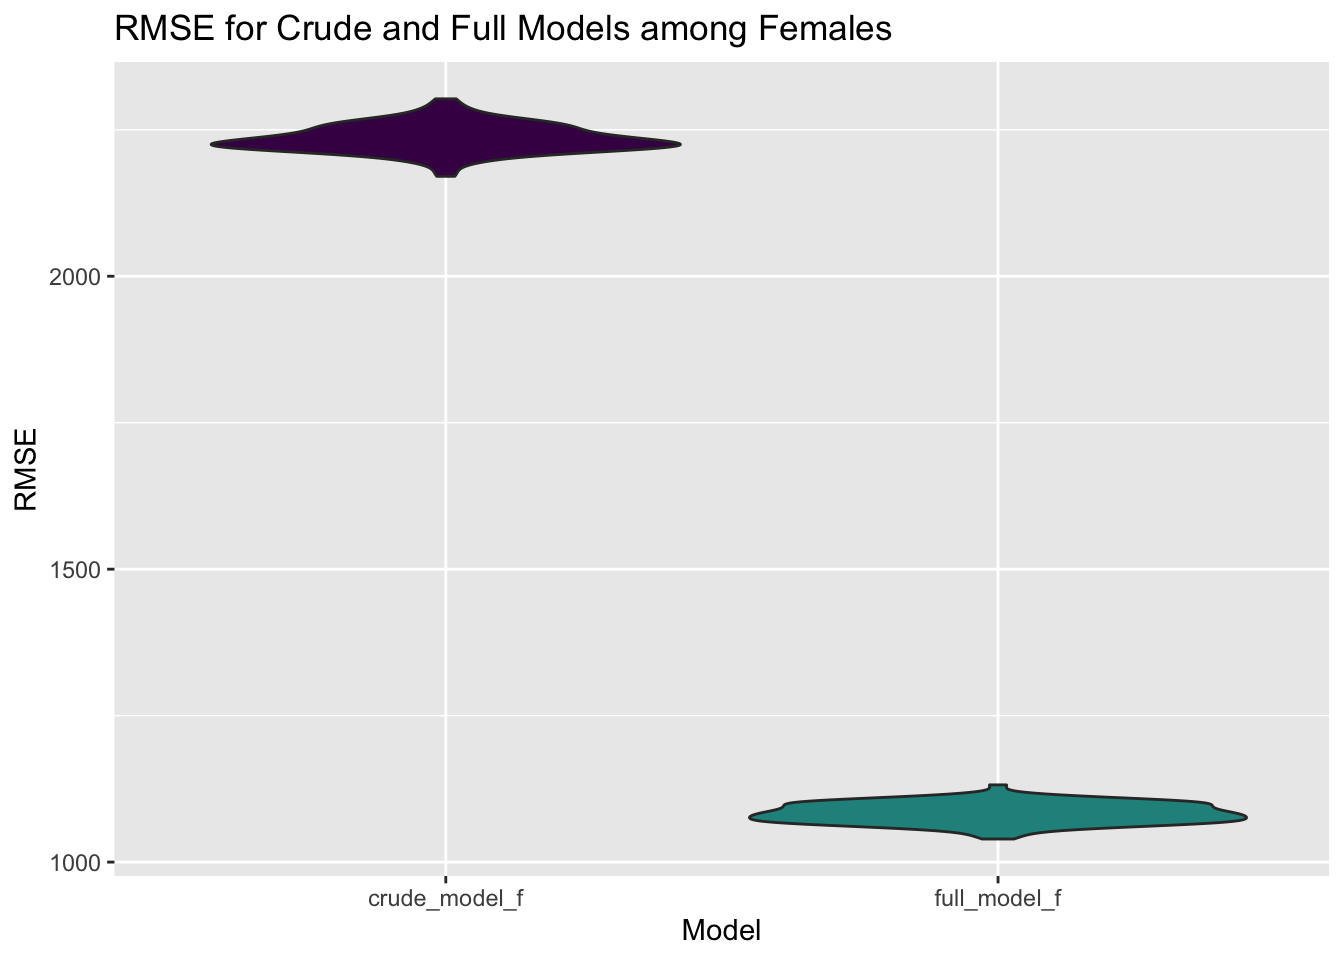 RMSE for Crude and Full Models among Females
RMSE
2000
1500
1000
crude_model_f
full_model_f
Model